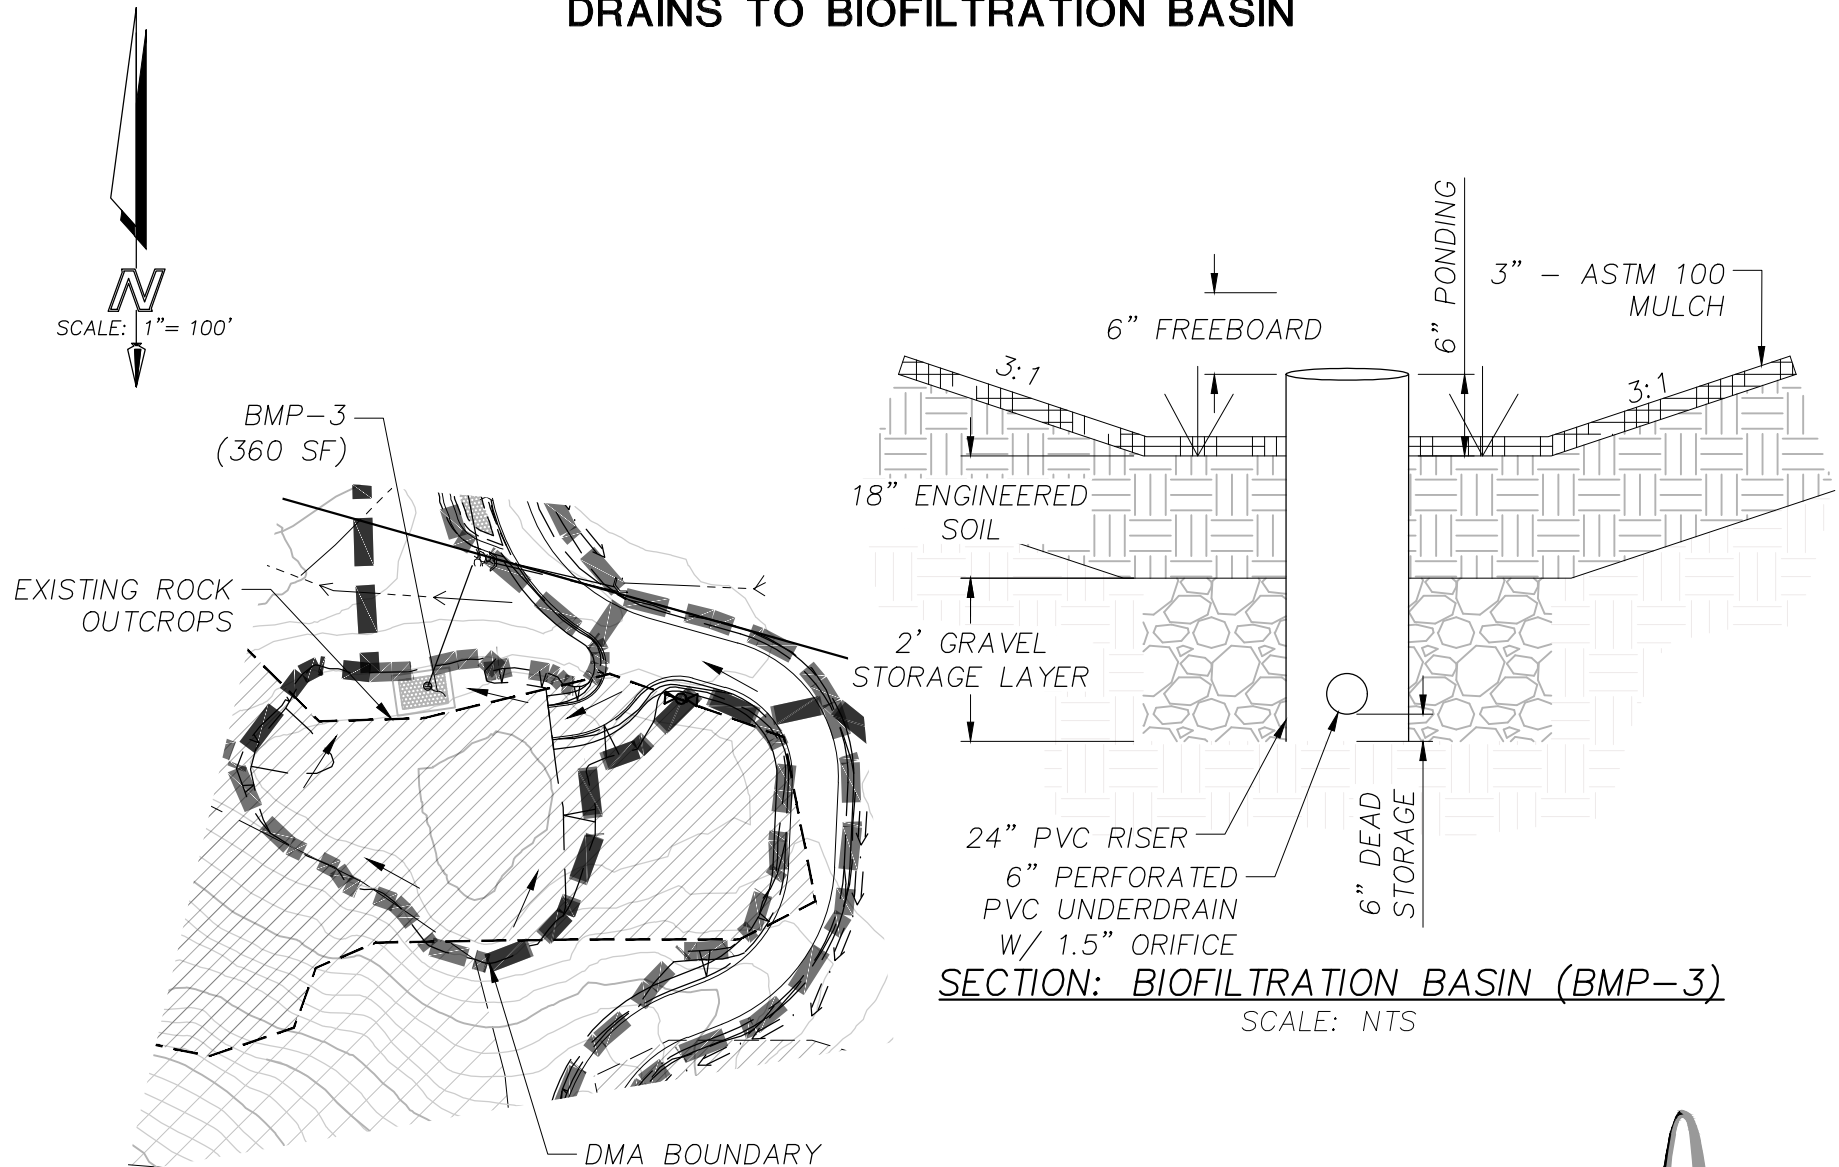 DRAINS TO BIOFILTRATION BASIN
N
SCALE: 1"= 100'
BMP-3
(360 SF)
EXISTING ROCK
OUTCROPS
DMA BOUNDARY
6" FREEBOARD
6" PONDING
3" - ASTM 100
MULCH
3:1
3:1
18" ENGINEERED
SOIL
2' GRAVEL
STORAGE LAYER
24" PVC RISER
6" PERFORATED
PVC UNDERDRAIN
W/ 1.5" ORIFICE
6" DEAD
STORAGE
SECTION: BIOFILTRATION BASIN (BMP-3)
SCALE: NTS